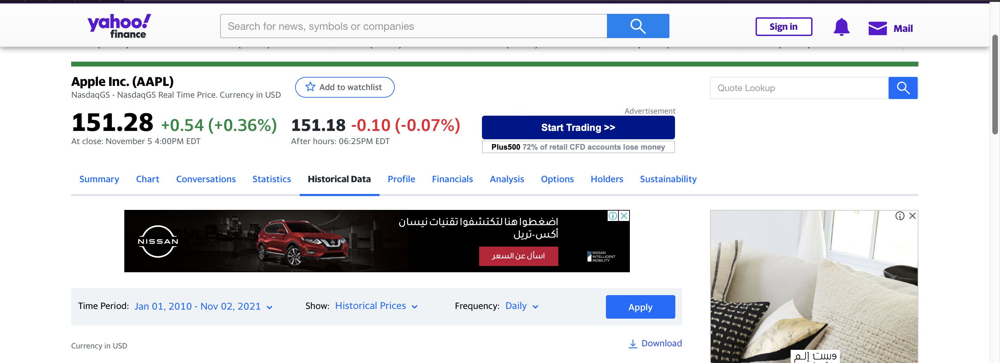 yahoo!
finance
Search for news, symbols or companies
Sign in
Mail
Apple Inc. (AAPL)
NasdaqGS - NasdaqGS Real Time Price. Currency in USD
Add to watchlist
Quote Lookup
151.28 +0.54 (+0.36%)
At close: November 5 4:00PM EDT
151.18 -0.10 (-0.07%)
After hours: 06:25PM EDT
Advertisement
Start Trading >>
Plus500 72% of retail CFD accounts lose money
Summary Chart Conversations Statistics Historical Data Profile Financials Analysis Options Holders Sustainability
NISSAN
اضغطوا هنا لتكتشفوا تقنيات نيسان
أكس-تريل
اسأل عن السعر
NISSAN
INTELLIGENT
MOBILITY
Time Period: Jan 01, 2010 - Nov 02, 2021
Show: Historical Prices
Frequency: Daily
Apply
Currency in USD
Download
وست إلم